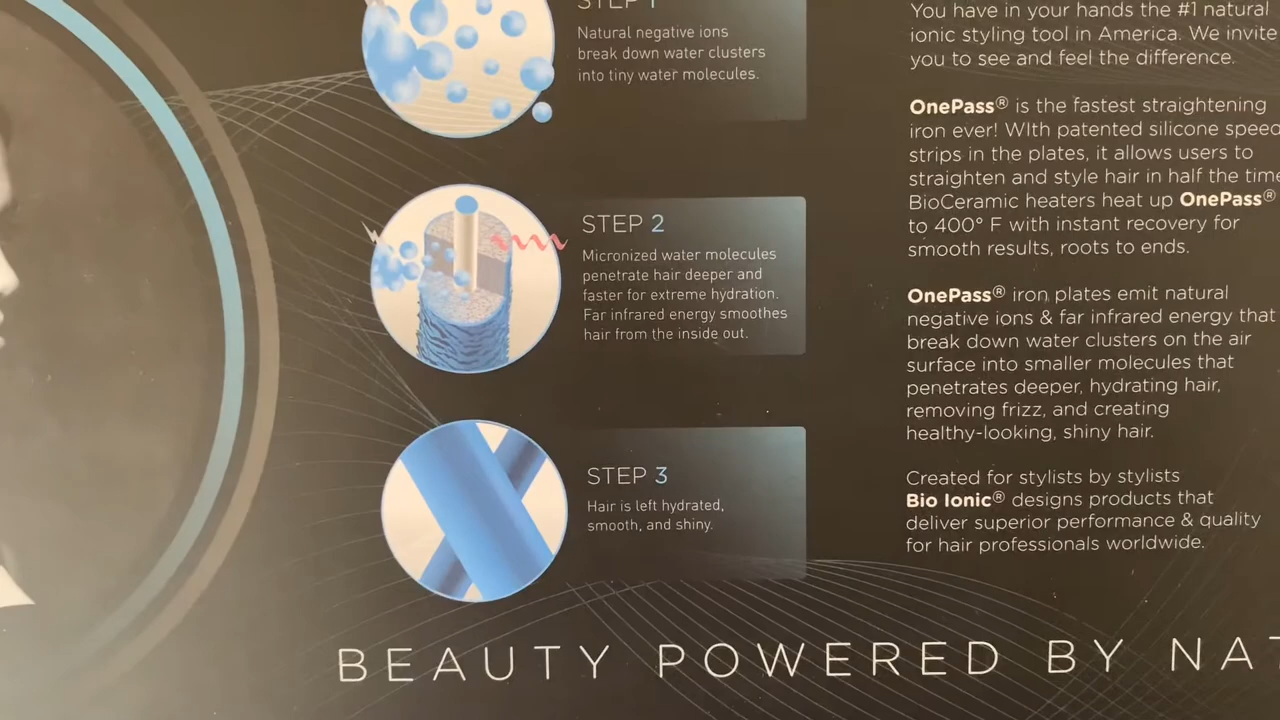 STEP 1
Natural negative ions
break down water clusters
into tiny water molecules.
STEP 2
Micronized water molecules
penetrate hair deeper and
faster for extreme hydration.
Far infrared energy smoothes
hair from the inside out.
STEP 3
Hair is left hydrated,
smooth, and shiny.
You have in your hands the #1 natural
ionic styling tool in America. We invite
you to see and feel the difference.
OnePass® is the fastest straightening
iron ever! WIth patented silicone speed
strips in the plates, it allows users to
straighten and style hair in half the time
BioCeramic heaters heat up OnePass®
to 400° F with instant recovery for
smooth results, roots to ends.
OnePass® iron plates emit natural
negative ions & far infrared energy that
break down water clusters on the air
surface into smaller molecules that
penetrates deeper, hydrating hair,
removing frizz, and creating
healthy-looking, shiny hair.
Created for stylists by stylists
Bio Ionic® designs products that
deliver superior performance & quality
for hair professionals worldwide.
BEAUTY POWERED BY NAT